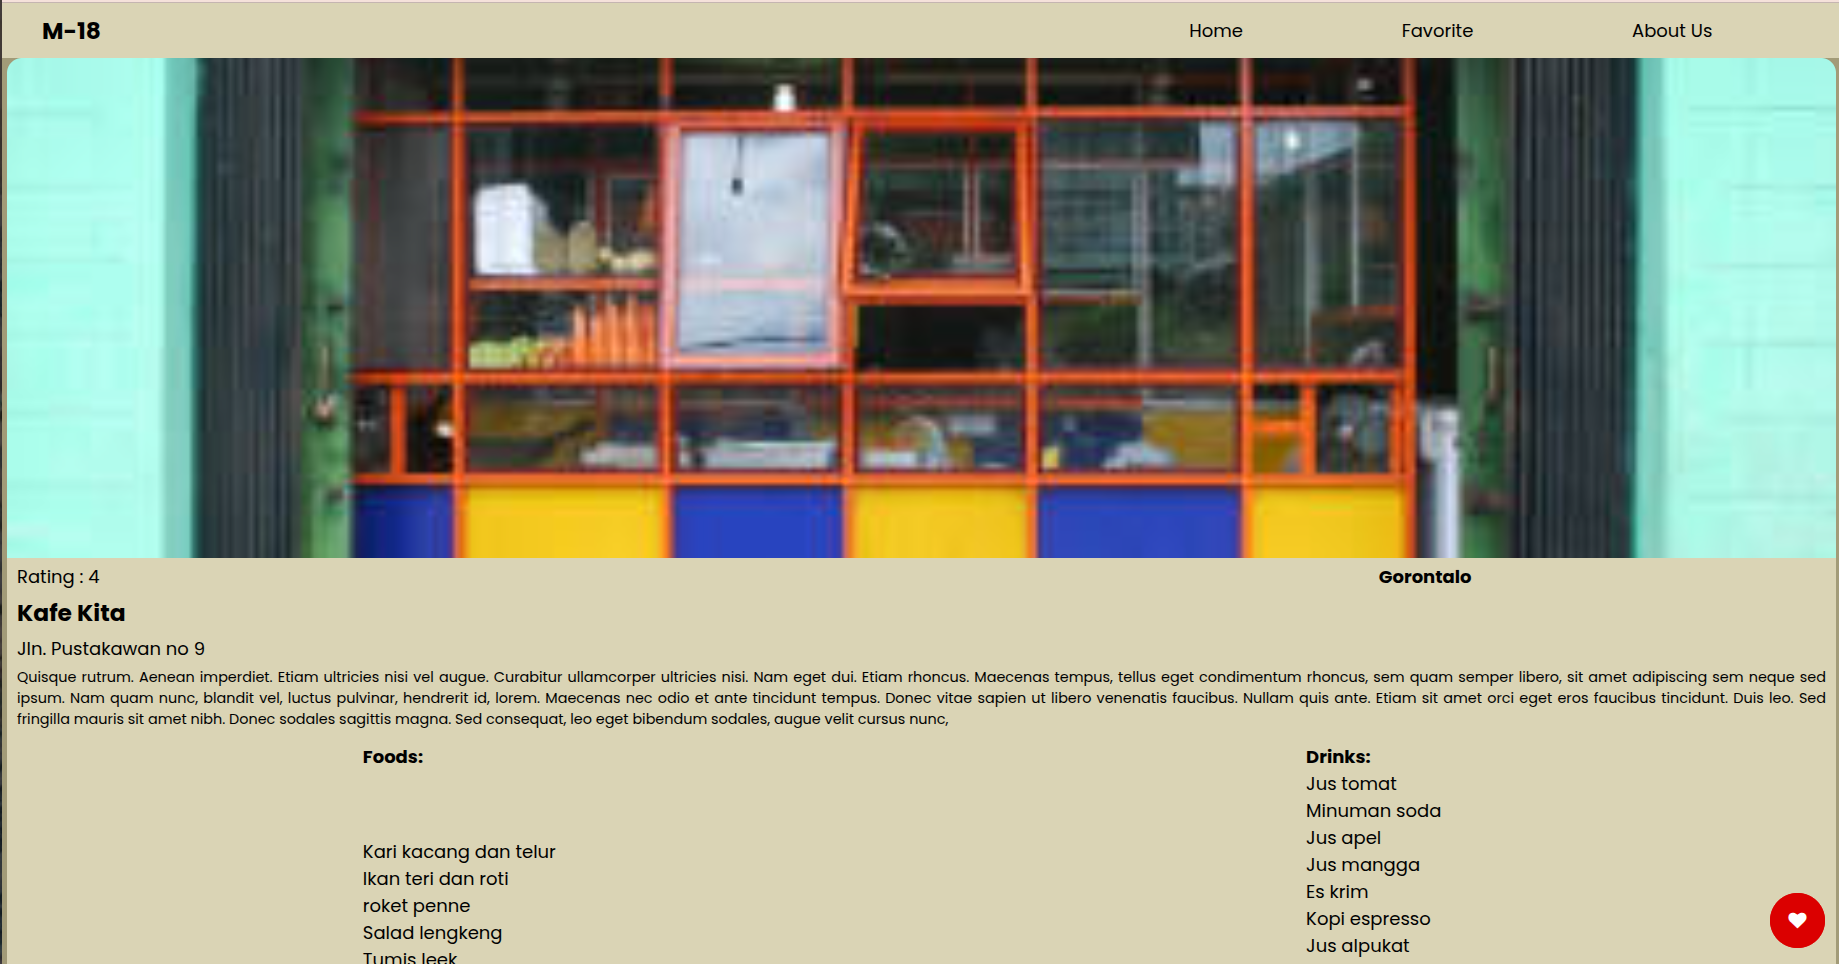 M-18
Home Favorite About Us
Rating : 4 Gorontalo
Kafe Kita
Jln. Pustakawan no 9
Quisque rutrum. Aenean imperdiet. Etiam ultricies nisi vel augue. Curabitur ullamcorper ultricies nisi. Nam eget dui. Etiam rhoncus. Maecenas tempus, tellus eget condimentum rhoncus, sem quam semper libero, sit amet adipiscing sem neque sed
ipsum. Nam quam nunc, blandit vel, luctus pulvinar, hendrerit id, lorem. Maecenas nec odio et ante tincidunt tempus. Donec vitae sapien ut libero venenatis faucibus. Nullam quis ante. Etiam sit amet orci eget eros faucibus tincidunt. Duis leo. Sed
fringilla mauris sit amet nibh. Donec sodales sagittis magna. Sed consequat, leo eget bibendum sodales, augue velit cursus nunc,
Foods:
Kari kacang dan telur
Ikan teri dan roti
roket penne
Salad lengkeng
Tumis leek
Drinks:
Jus tomat
Minuman soda
Jus apel
Jus mangga
Es krim
Kopi espresso
Jus alpukat